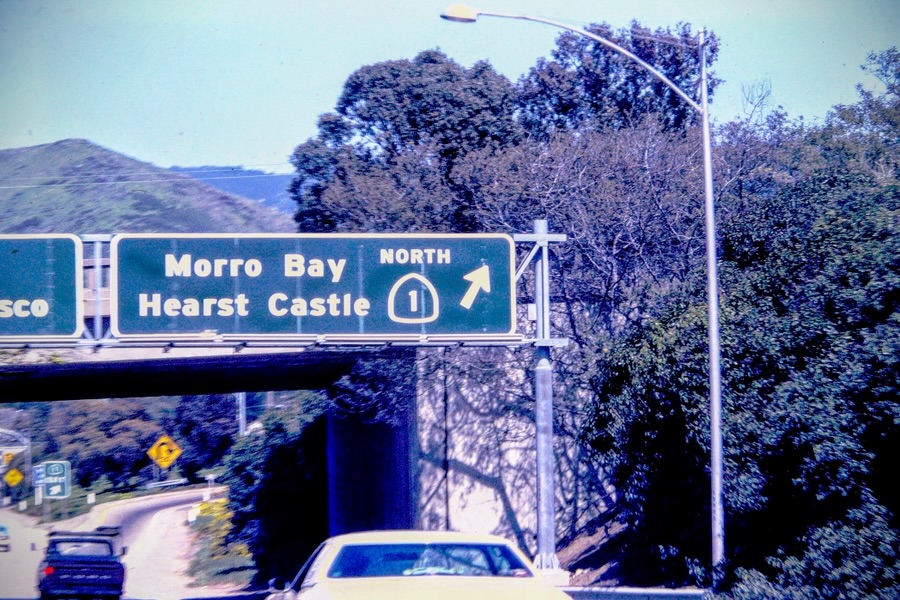 sco
Morro Bay
Hearst Castle
NORTH
1